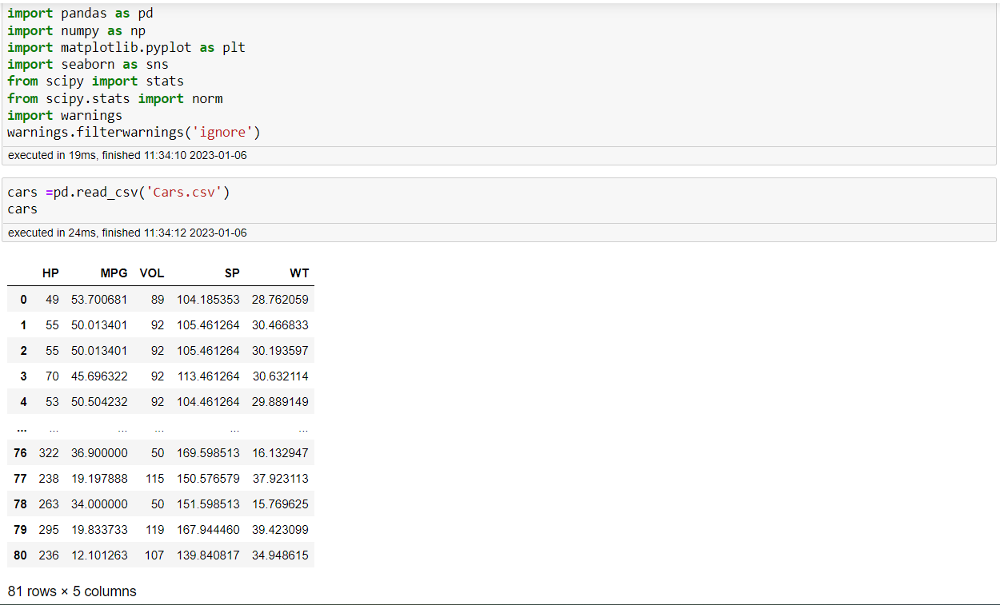 import pandas as pd
import numpy as np
import matplotlib.pyplot as plt
import seaborn as sns
from scipy import stats
from scipy.stats import norm
import warnings
warnings.filterwarnings('ignore')
executed in 19ms, finished 11:34:10 2023-01-06
cars =pd.read_csv('Cars.csv')
cars
executed in 24ms, finished 11:34:12 2023-01-06
HP MPG VOL SP WT
0 49 53.700681 89 104.185353 28.762059
1 55 50.013401 92 105.461264 30.466833
2 55 50.013401 92 105.461264 30.193597
3 70 45.696322 92 113.461264 30.632114
4 53 50.504232 92 104.461264 29.889149
... ... ... ... ... ...
76 322 36.900000 50 169.598513 16.132947
77 238 19.197888 115 150.576579 37.923113
78 263 34.000000 50 151.598513 15.769625
79 295 19.833733 119 167.944460 39.423099
80 236 12.101263 107 139.840817 34.948615
81 rows × 5 columns